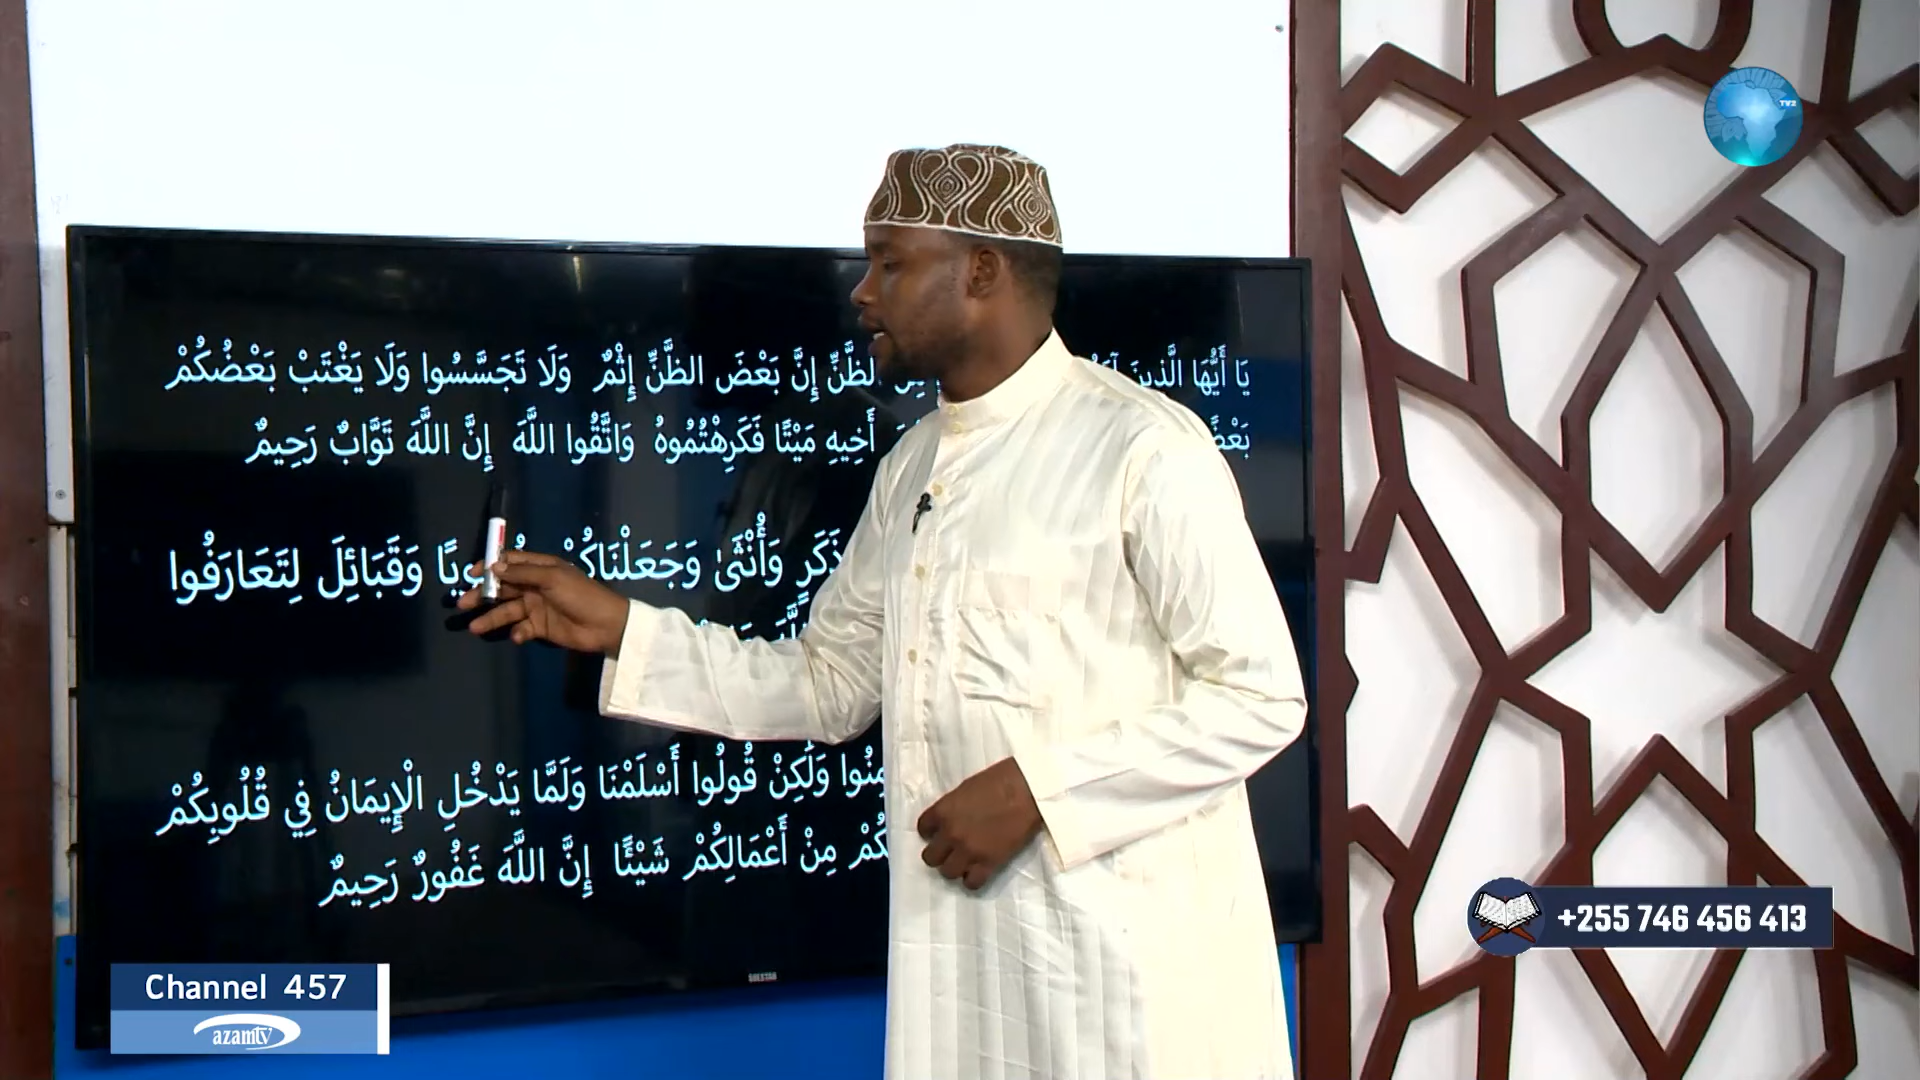 يَا أَيُّهَا الَّذِينَ الظَّنِّ إِنَّ بَعْضَ الظَّنِّ إِثْمٌ وَلَا تَجَسَّسُوا وَلَا يَغْتَبْ بَعْضُكُمْ
أَخِيهِ مَيْتًا فَكَرِهْتُمُوهُ وَاتَّقُوا اللَّهَ إِنَّ اللَّهَ تَوَّابٌ رَحِيمٌ
ذَكَرٍ وَأُنْثَىٰ وَجَعَلْنَاكُمْ وَقَبَائِلَ لِتَعَارَفُوا
وَلَٰكِنْ قُولُوا أَسْلَمْنَا وَلَمَّا يَدْخُلِ الْإِيمَانُ فِي قُلُوبِكُمْ
مِنْ أَعْمَالِكُمْ شَيْئًا إِنَّ اللَّهَ غَفُورٌ رَحِيمٌ
TV2
+255 746 456 413
Channel 457
azamtv